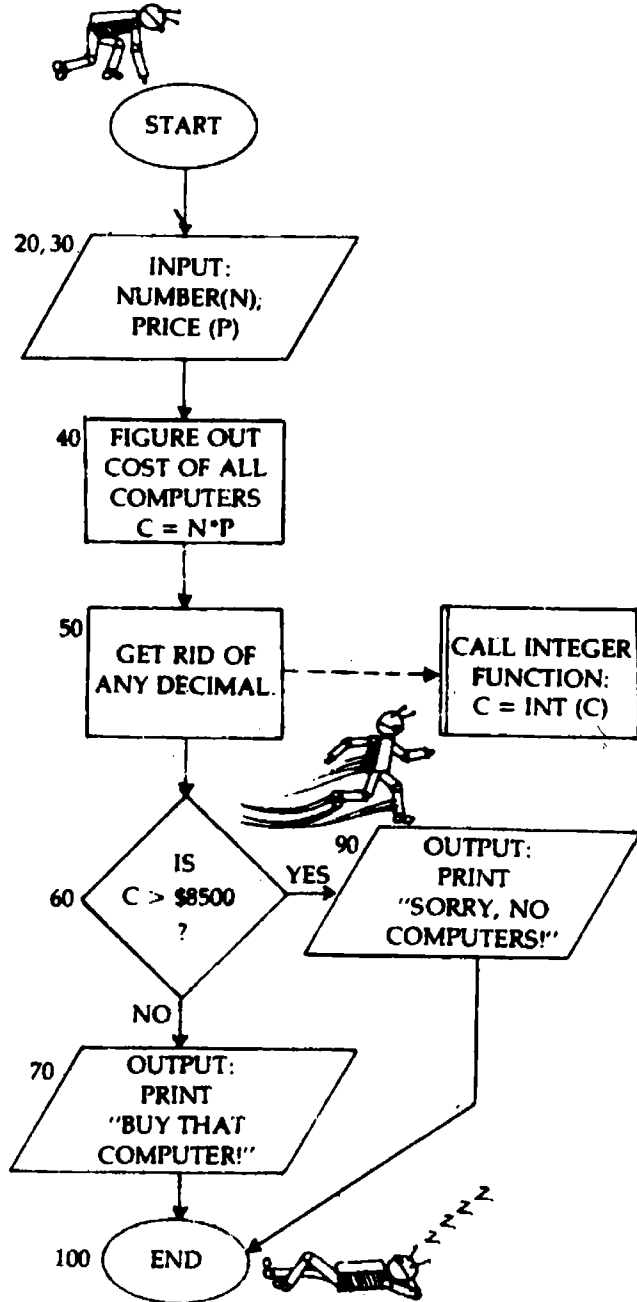 START
20, 30
INPUT:
NUMBER(N);
PRICE (P)
40
FIGURE OUT
COST OF ALL
COMPUTERS
C = N*P
50
GET RID OF
ANY DECIMAL.
CALL INTEGER
FUNCTION:
C = INT (C)
60
IS
C > $8500
?
YES
90
OUTPUT:
PRINT
"SORRY, NO
COMPUTERS!"
NO
70
OUTPUT:
PRINT
"BUY THAT
COMPUTER!"
100
END
z z z z